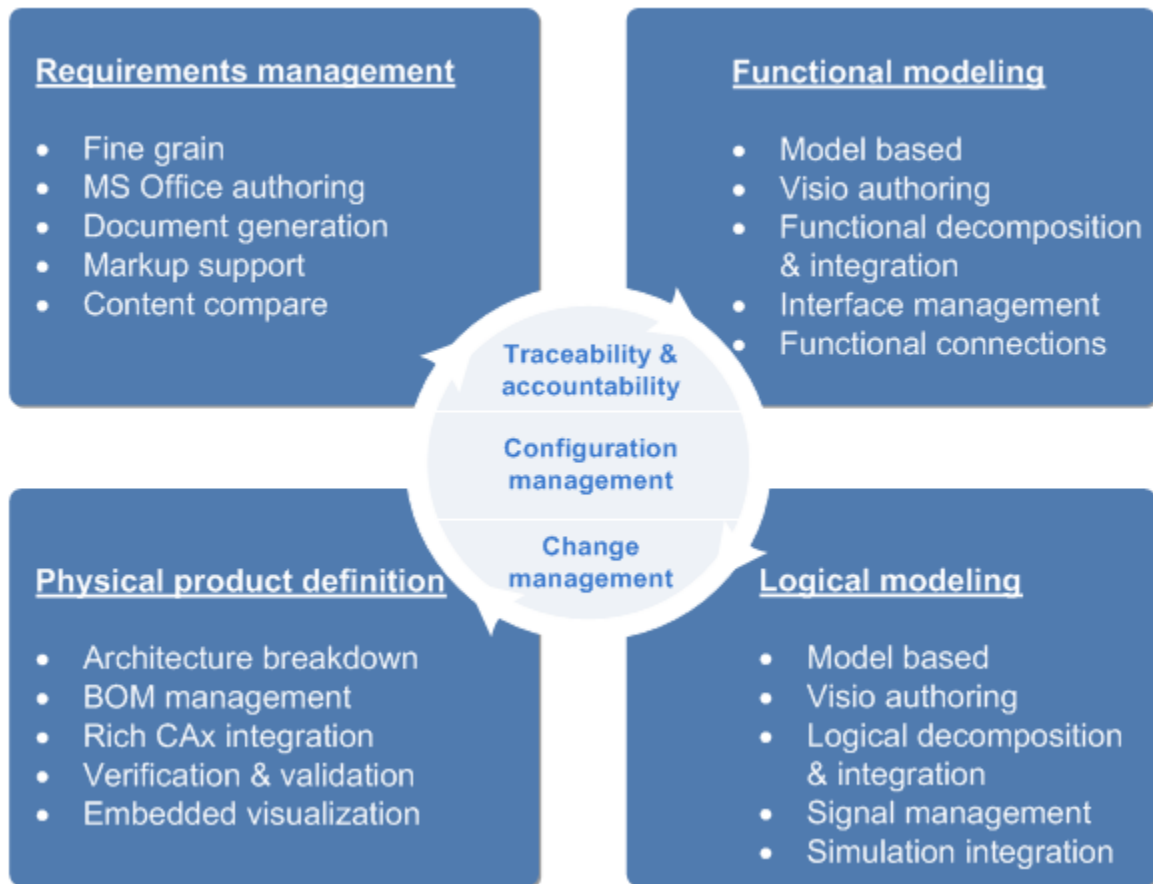 Requirements management
• Fine grain
• MS Office authoring
• Document generation
• Markup support
• Content compare
Functional modeling
• Model based
• Visio authoring
• Functional decomposition
& integration
• Interface management
• Functional connections
Traceability &
accountability
Configuration
management
Change
management
Physical product definition
• Architecture breakdown
• BOM management
• Rich CAx integration
• Verification & validation
• Embedded visualization
Logical modeling
• Model based
• Visio authoring
• Logical decomposition
& integration
• Signal management
• Simulation integration